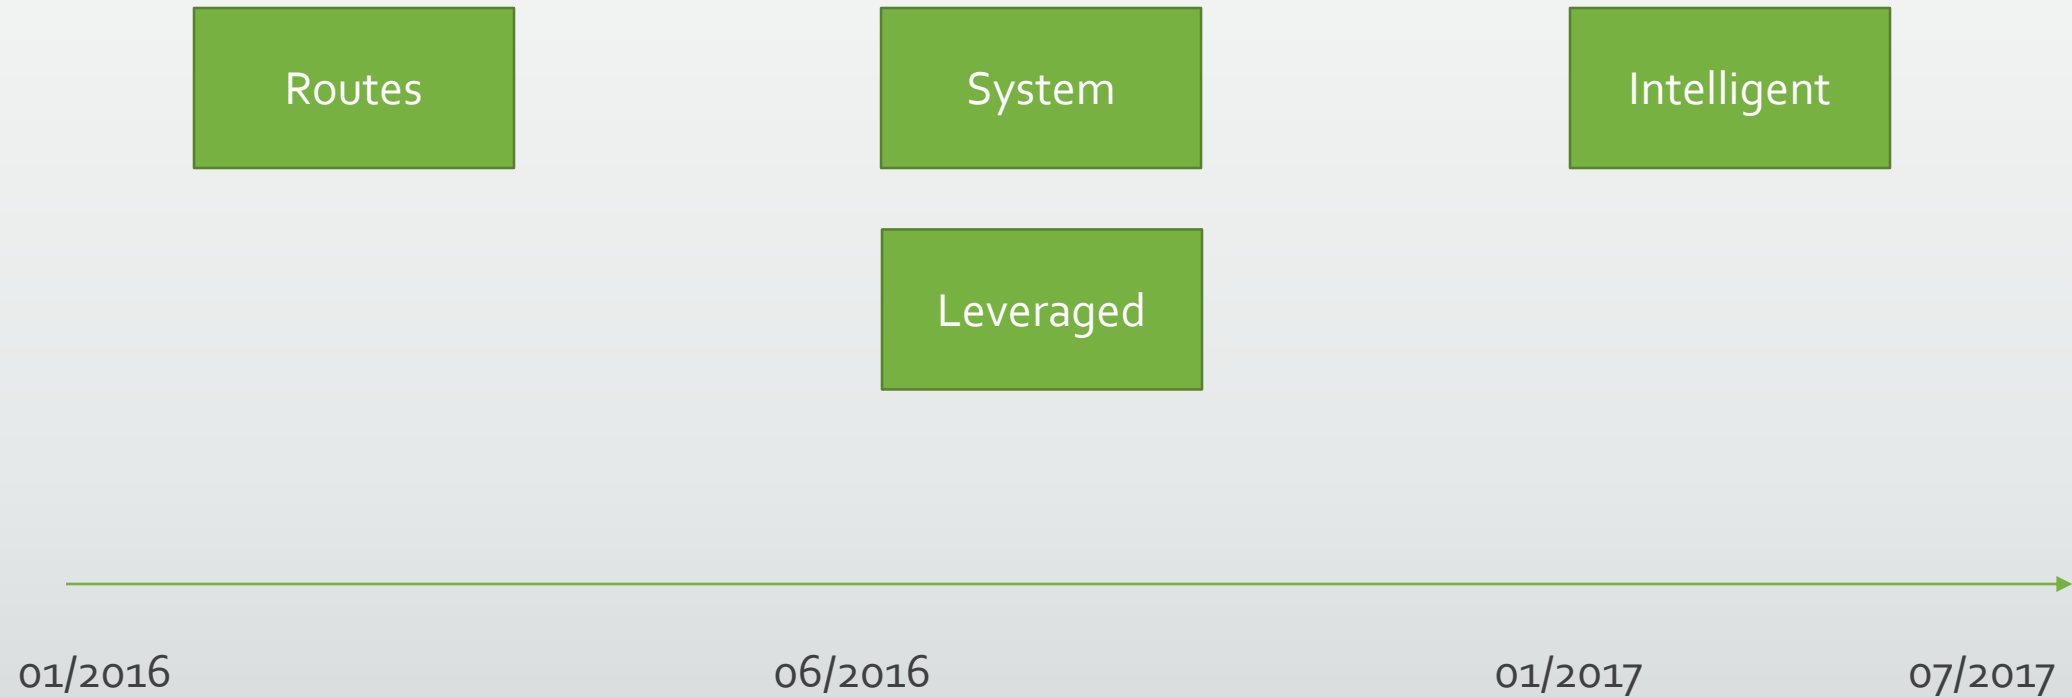 Routes
System
Intelligent
Leveraged
01/2016
06/2016
01/2017
07/2017